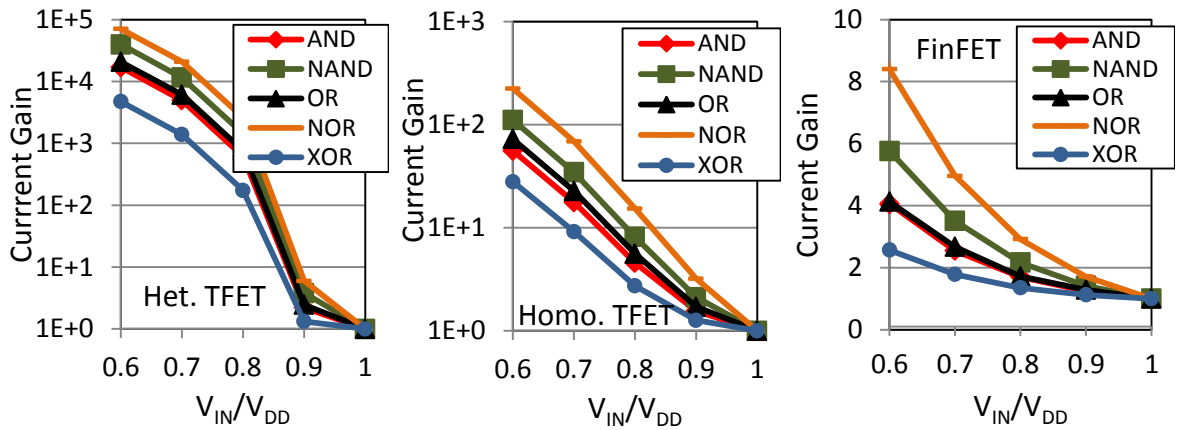 Currrent Gain
1E+5
1E+4
1E+3
1E+2
1E+1
1E+0
AND
NAND
OR
NOR
XOR
Het. TFET
0.6 0.7 0.8 0.9 1
VIN/VDD
Current Gain
1E+3
1E+2
1E+1
1E+0
AND
NAND
OR
NOR
XOR
Homo. TFET
0.6 0.7 0.8 0.9 1
VIN/VDD
Current Gain
10
8
6
4
2
0
FinFET
AND
NAND
OR
NOR
XOR
0.6 0.7 0.8 0.9 1
VIN/VDD